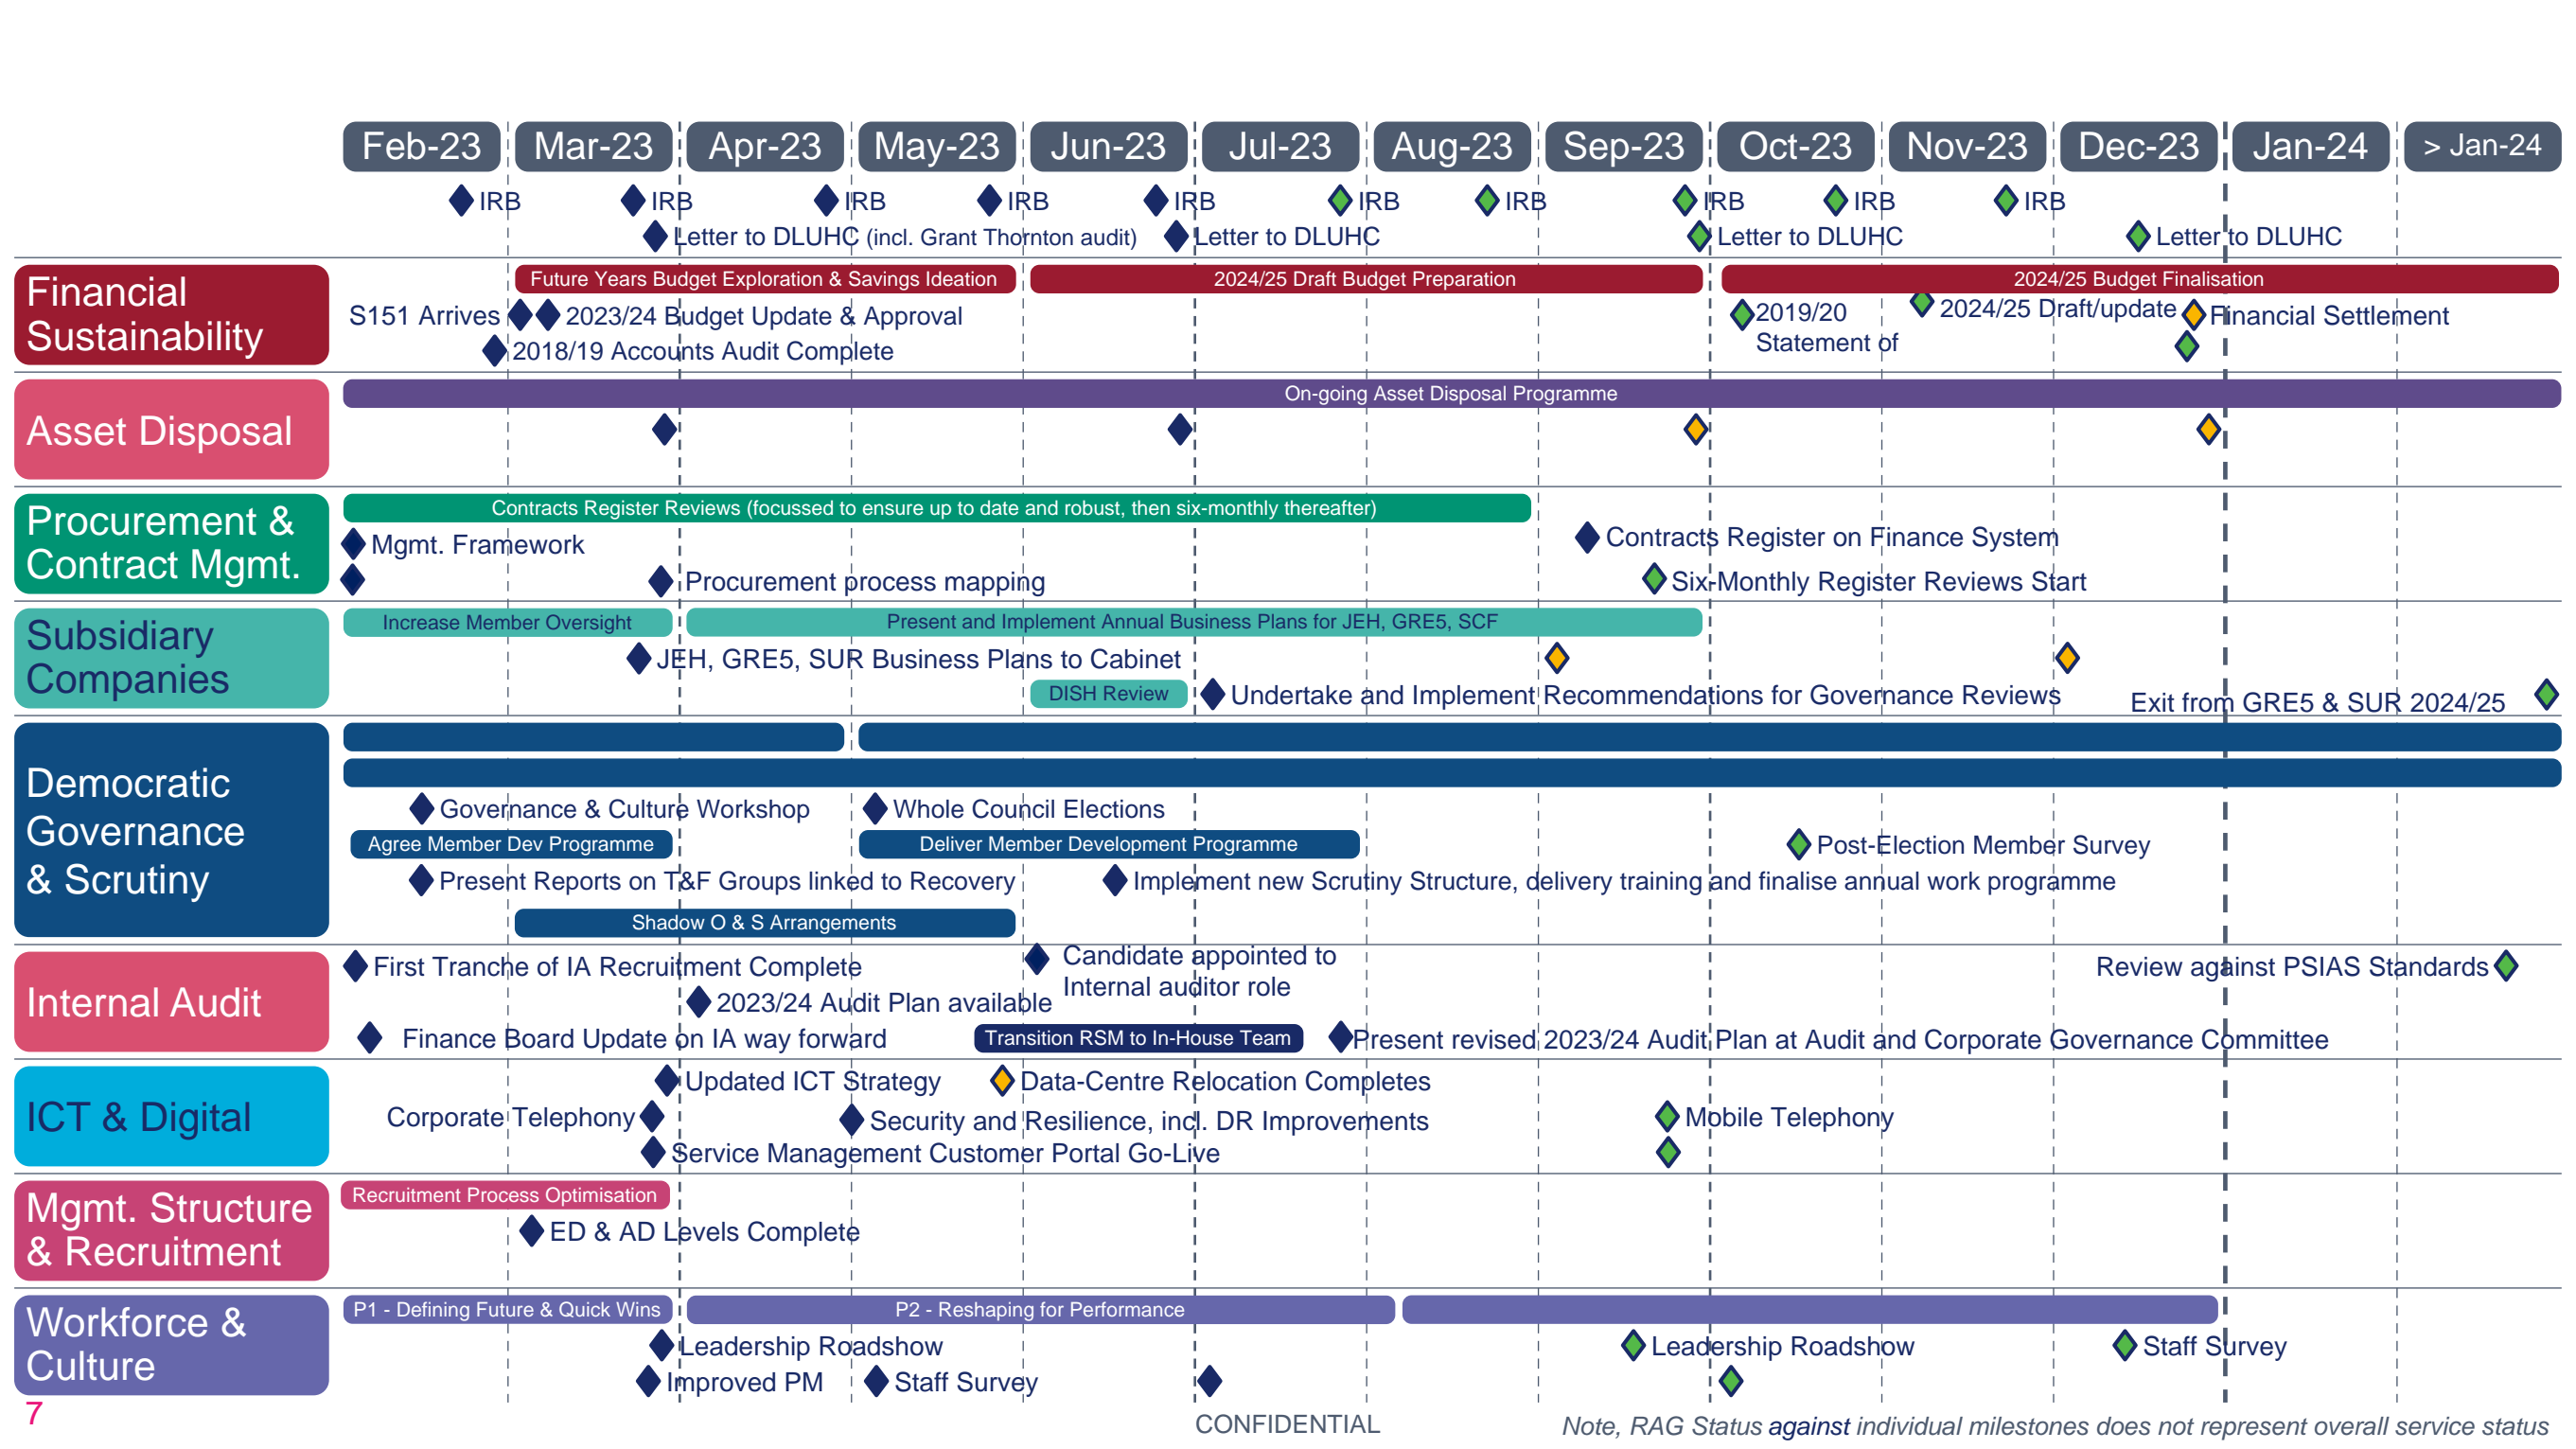 Feb-23 Mar-23 Apr-23 May-23 Jun-23 Jul-23 Aug-23 Sep-23 Oct-23 Nov-23 Dec-23 Jan-24 > Jan-24
IRB IRB IRB IRB IRB IRB IRB IRB IRB IRB
Letter to DLUHC (incl. Grant Thornton audit) Letter to DLUHC Letter to DLUHC Letter to DLUHC
Financial
Sustainability
Future Years Budget Exploration & Savings Ideation 2024/25 Draft Budget Preparation 2024/25 Budget Finalisation
S151 Arrives 2023/24 Budget Update & Approval 2019/20 2024/25 Draft/update Financial Settlement
Statement of
2018/19 Accounts Audit Complete
Asset Disposal
On-going Asset Disposal Programme
Procurement &
Contract Mgmt.
Contracts Register Reviews (focussed to ensure up to date and robust, then six-monthly thereafter)
Mgmt. Framework Contracts Register on Finance System
Procurement process mapping Six-Monthly Register Reviews Start
Subsidiary
Companies
Increase Member Oversight Present and Implement Annual Business Plans for JEH, GRE5, SCF
JEH, GRE5, SUR Business Plans to Cabinet
DISH Review Undertake and Implement Recommendations for Governance Reviews Exit from GRE5 & SUR 2024/25
Democratic
Governance
& Scrutiny
Governance & Culture Workshop Whole Council Elections
Agree Member Dev Programme Deliver Member Development Programme Post-Election Member Survey
Present Reports on T&F Groups linked to Recovery Implement new Scrutiny Structure, delivery training and finalise annual work programme
Shadow O & S Arrangements
Internal Audit
First Tranche of IA Recruitment Complete Candidate appointed to Review against PSIAS Standards
Internal auditor role
2023/24 Audit Plan available
Finance Board Update on IA way forward Transition RSM to In-House Team Present revised 2023/24 Audit Plan at Audit and Corporate Governance Committee
ICT & Digital
Updated ICT Strategy Data-Centre Relocation Completes
Corporate Telephony Security and Resilience, incl. DR Improvements Mobile Telephony
Service Management Customer Portal Go-Live
Mgmt. Structure
& Recruitment
Recruitment Process Optimisation
ED & AD Levels Complete
Workforce &
Culture
P1 - Defining Future & Quick Wins P2 - Reshaping for Performance
Leadership Roadshow Leadership Roadshow Staff Survey
Improved PM Staff Survey
7
CONFIDENTIAL
Note, RAG Status against individual milestones does not represent overall service status